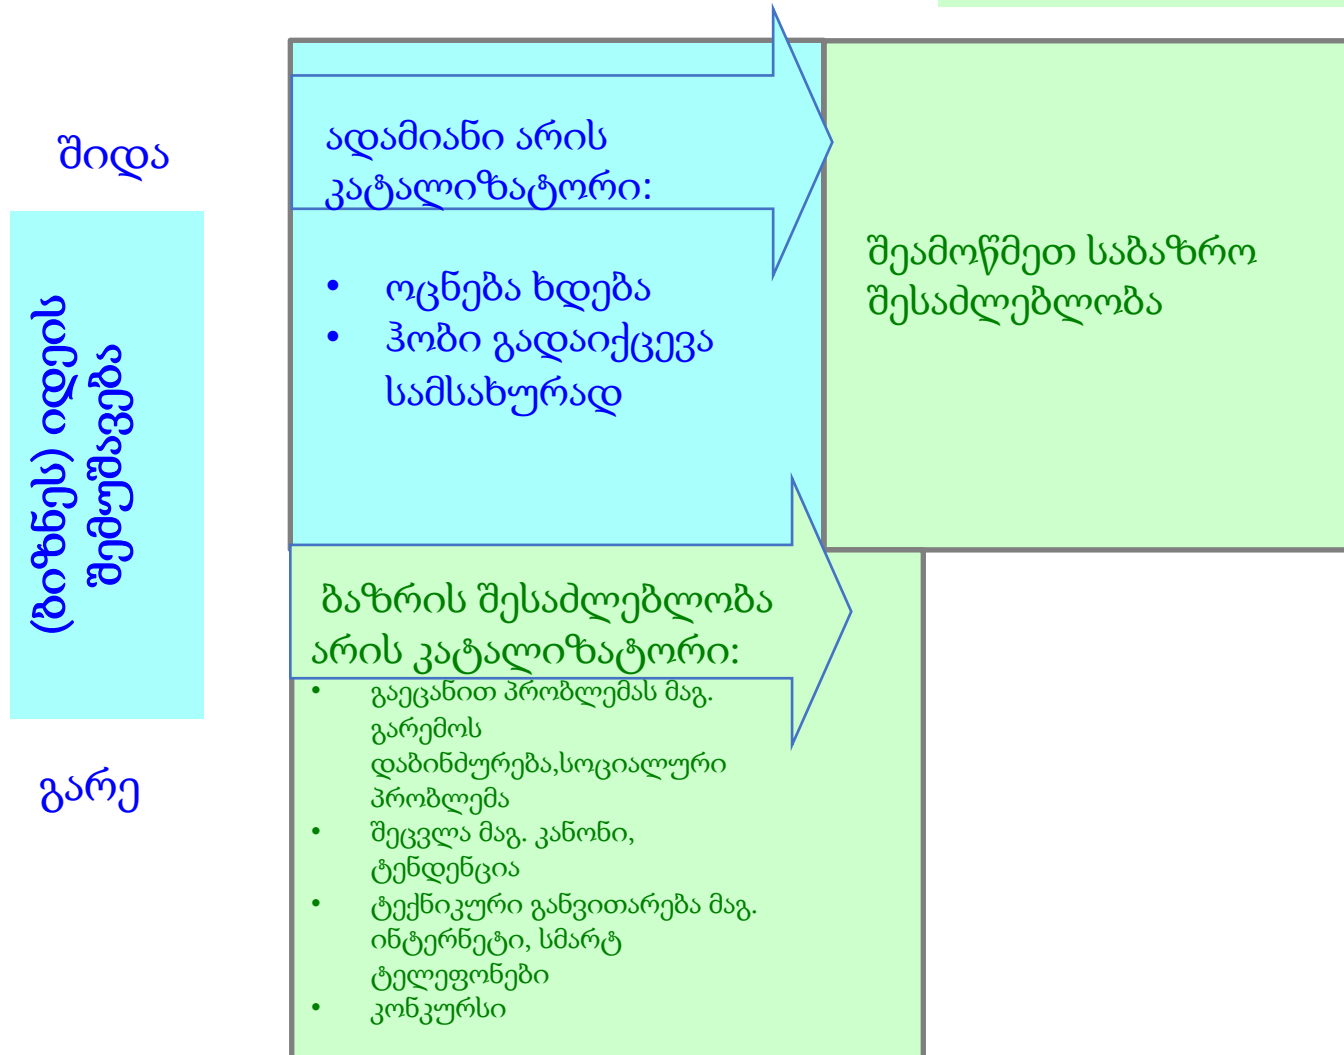 შიდა
(ბიზნეს) იდეის
შემუშავება
გარე
ადამიანი არის
კატალიზატორი:
• ოცნება ხდება
• ჰობი გადაიქცევა
სამსახურად
შეამოწმეთ საბაზრო
შესაძლებლობა
ბაზრის შესაძლებლობა
არის კატალიზატორი:
• გაეცანით პრობლემას მაგ.
გარემოს
დაბინძურება,სოციალური
პრობლემა
• შეცვლა მაგ. კანონი,
ტენდენცია
• ტექნიკური განვითარება მაგ.
ინტერნეტი, სმარტ
ტელეფონები
• კონკურსი